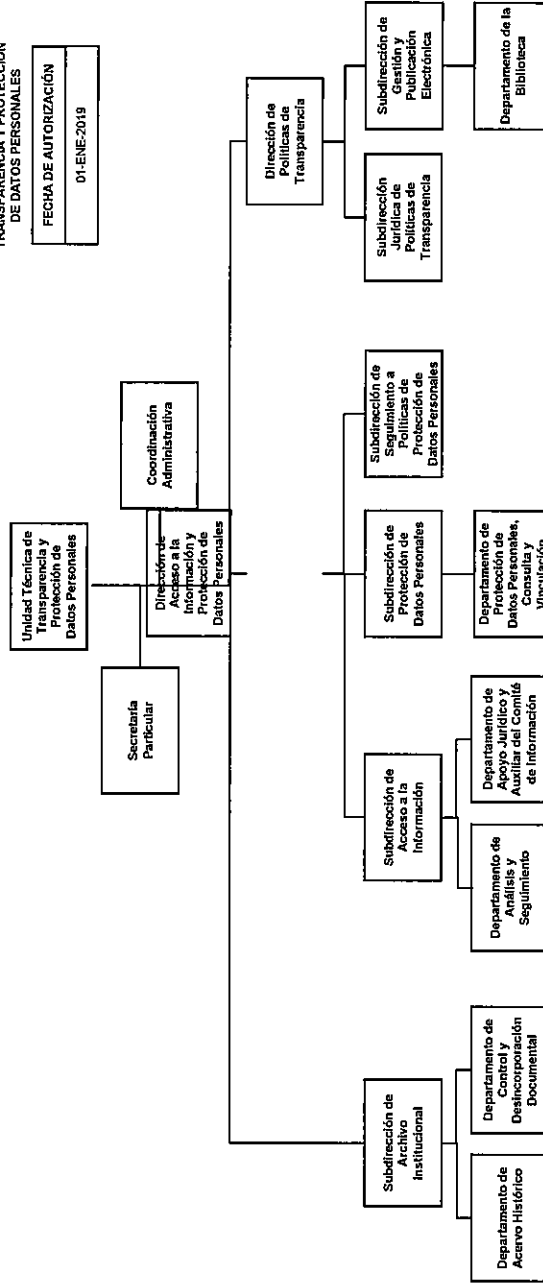 TRANSPARENCIA Y PROTECCIÓN
DE DATOS PERSONALES
FECHA DE AUTORIZACIÓN
01-ENE-2019
Unidad Técnica de
Transparencia y
Protección de
Datos Personales
Secretaría
Particular
Coordinación
Administrativa
Dirección de
Acceso a la
Información y
Protección de
Datos Personales
Dirección de
Políticas de
Transparencia
Subdirección de
Archivo
Institucional
Subdirección de
Acceso a la
Información
Subdirección de
Protección de
Datos Personales
Subdirección de
Seguimiento a
Políticas de
Protección de
Datos Personales
Subdirección
Jurídica de
Políticas de
Transparencia
Subdirección de
Gestión y
Publicación
Electrónica
Departamento de
Acervo Histórico
Departamento de
Control y
Desincorporación
Documental
Departamento de
Análisis y
Seguimiento
Departamento de
Apoyo Jurídico y
Auxiliar del Comité
de Información
Departamento de
Protección de
Datos Personales,
Consulta y
Vinculación
Departamento de la
Biblioteca